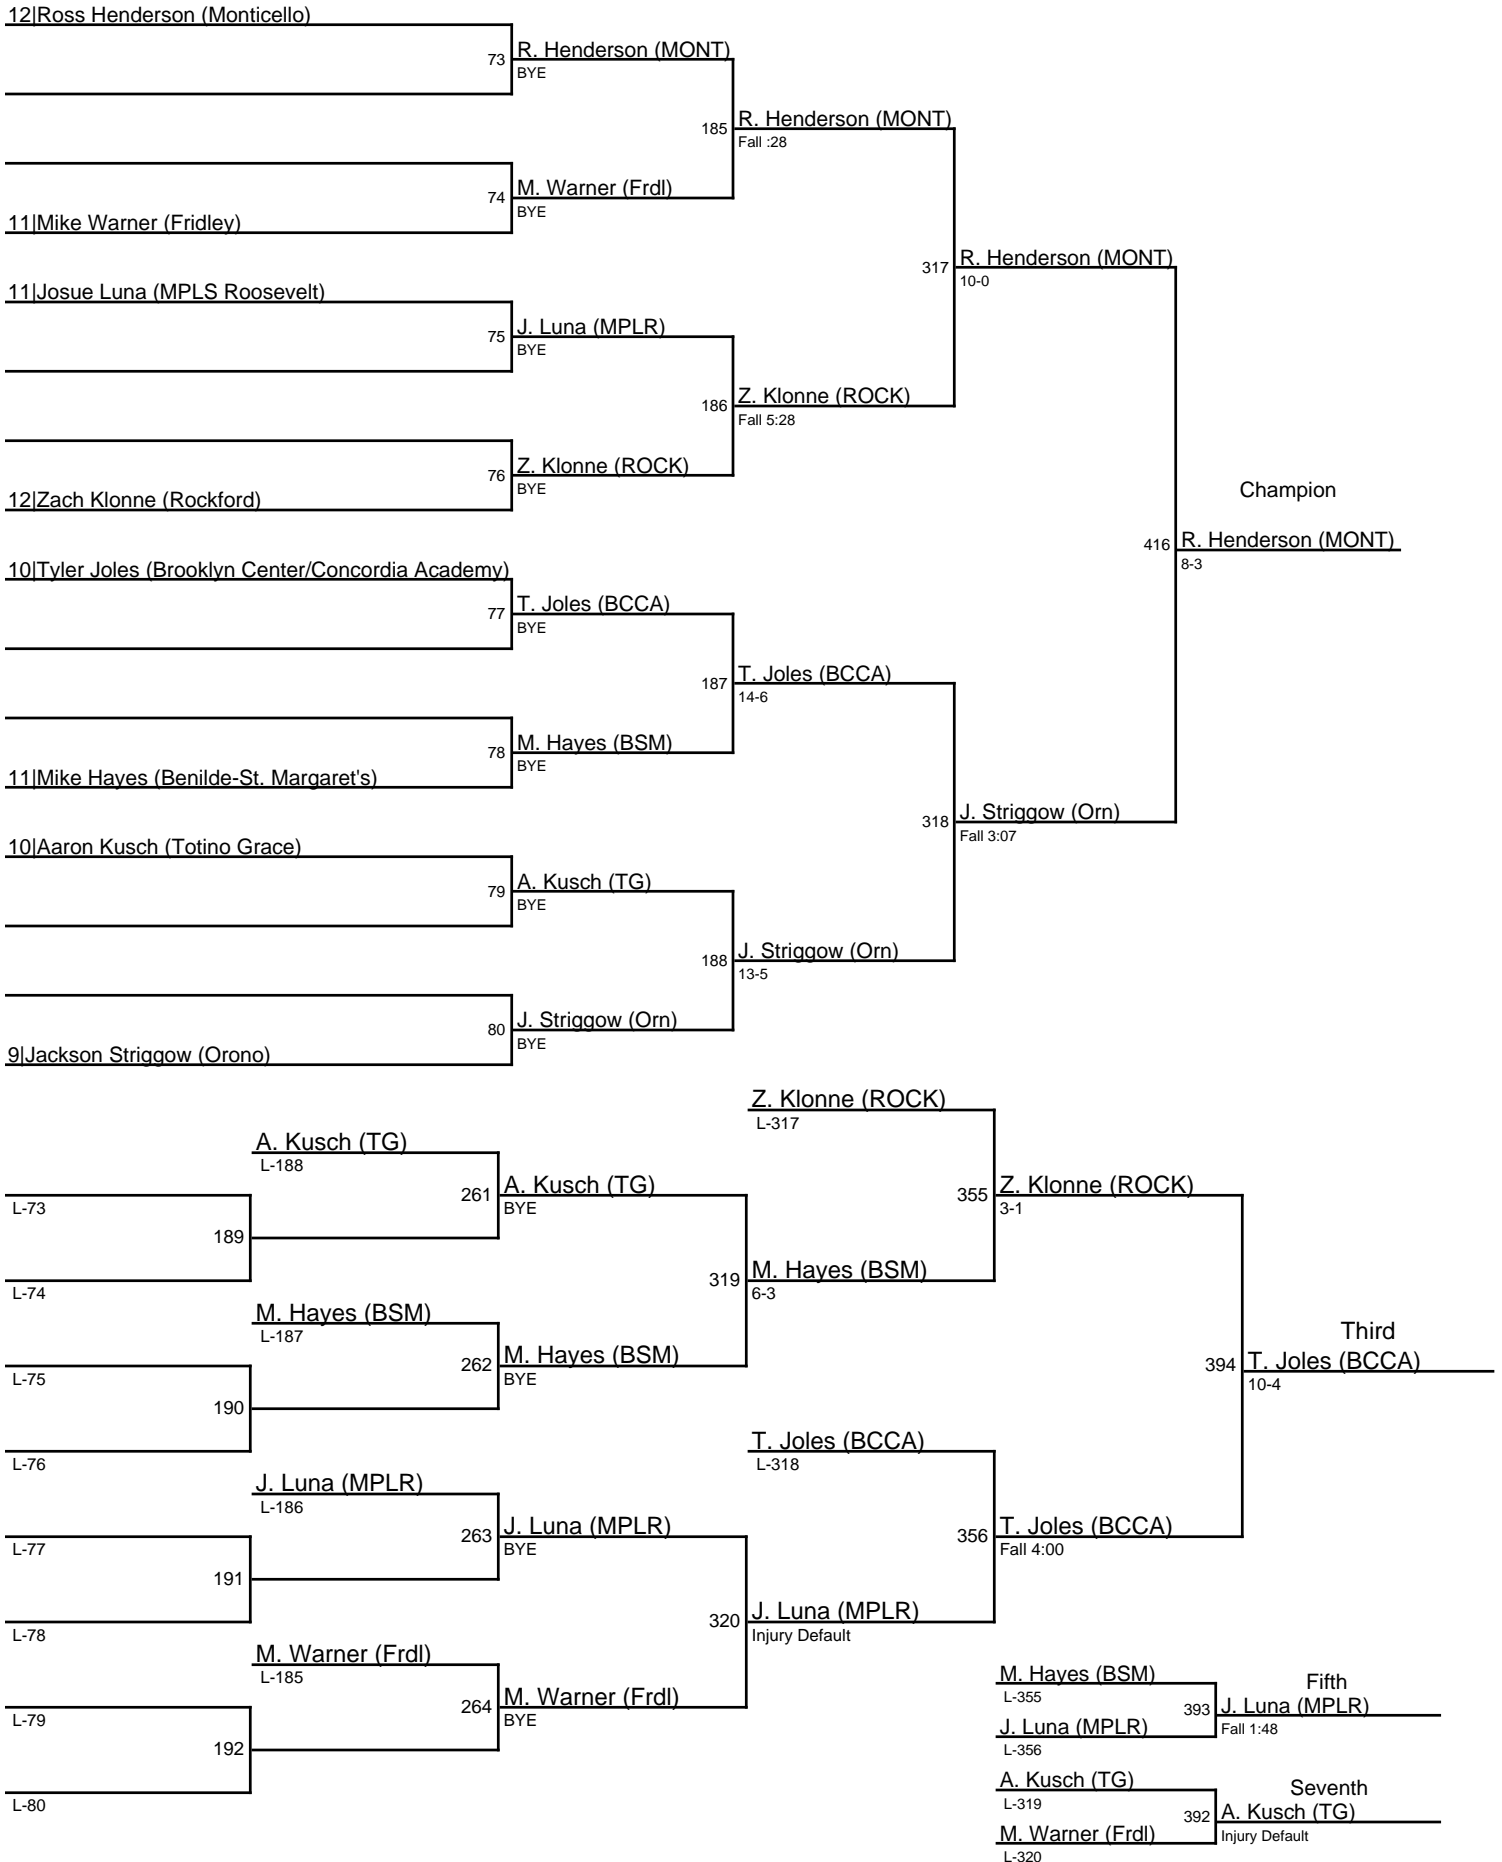 12|Ross Henderson (Monticello)
73
R. Henderson (MONT)
BYE
185
R. Henderson (MONT)
Fall :28
74
M. Warner (Frdl)
BYE
11|Mike Warner (Fridley)
317
R. Henderson (MONT)
10-0
11|Josue Luna (MPLS Roosevelt)
75
J. Luna (MPLR)
BYE
186
Z. Klonne (ROCK)
Fall 5:28
76
Z. Klonne (ROCK)
BYE
12|Zach Klonne (Rockford)
Champion
416
R. Henderson (MONT)
8-3
10|Tyler Joles (Brooklyn Center/Concordia Academy)
77
T. Joles (BCCA)
BYE
187
T. Joles (BCCA)
14-6
78
M. Hayes (BSM)
BYE
11|Mike Hayes (Benilde-St. Margaret's)
318
J. Striggow (Orn)
Fall 3:07
10|Aaron Kusch (Totino Grace)
79
A. Kusch (TG)
BYE
188
J. Striggow (Orn)
13-5
80
J. Striggow (Orn)
BYE
9|Jackson Striggow (Orono)
Z. Klonne (ROCK)
L-317
A. Kusch (TG)
L-188
261
A. Kusch (TG)
BYE
355
Z. Klonne (ROCK)
3-1
L-73
189
L-74
319
M. Hayes (BSM)
6-3
M. Hayes (BSM)
L-187
262
M. Hayes (BSM)
BYE
L-75
190
L-76
Third
394
T. Joles (BCCA)
10-4
T. Joles (BCCA)
L-318
J. Luna (MPLR)
L-186
263
J. Luna (MPLR)
BYE
356
T. Joles (BCCA)
Fall 4:00
L-77
191
L-78
320
J. Luna (MPLR)
Injury Default
M. Warner (Frdl)
L-185
264
M. Warner (Frdl)
BYE
L-79
192
L-80
M. Hayes (BSM)
L-355
Fifth
393
J. Luna (MPLR)
Fall 1:48
J. Luna (MPLR)
L-356
A. Kusch (TG)
L-319
Seventh
392
A. Kusch (TG)
Injury Default
M. Warner (Frdl)
L-320